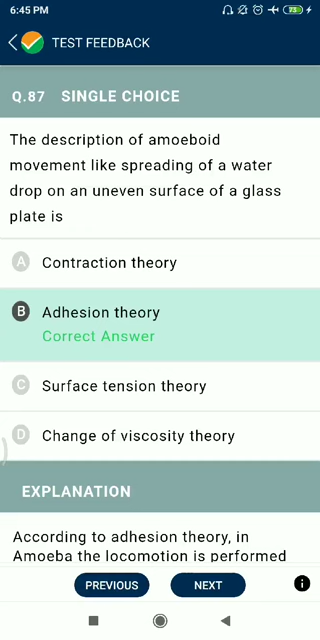 6:45 PM
73
TEST FEEDBACK
Q.87 SINGLE CHOICE
The description of amoeboid
movement like spreading of a water
drop on an uneven surface of a glass
plate is
A Contraction theory
B Adhesion theory
Correct Answer
C Surface tension theory
D Change of viscosity theory
EXPLANATION
According to adhesion theory, in
Amoeba the locomotion is performed
PREVIOUS NEXT